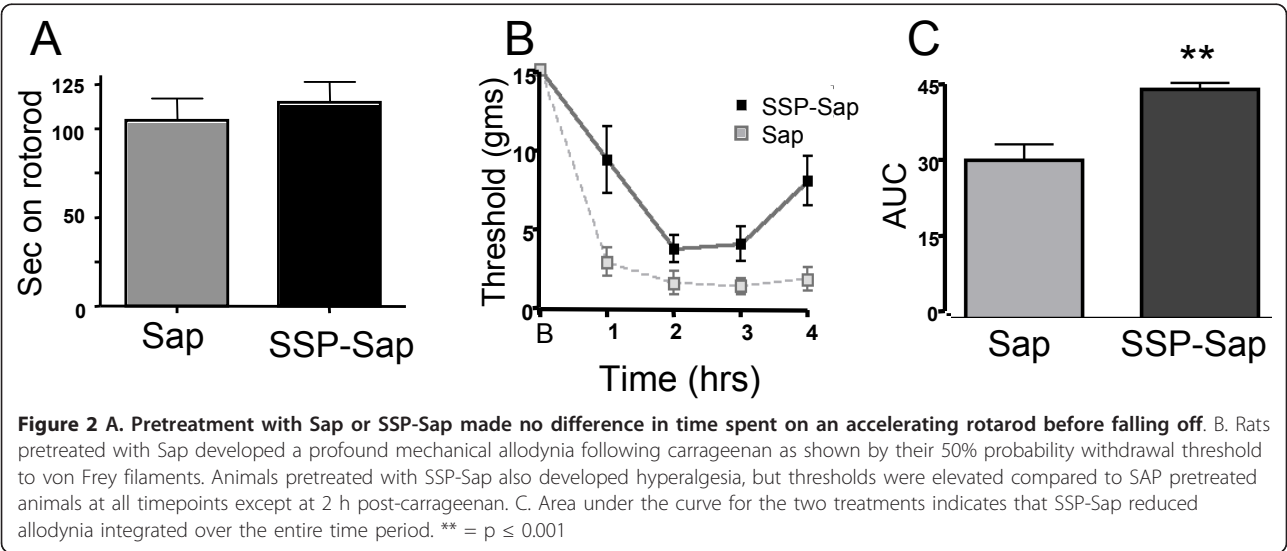 A
B
C
125
100
50
0
Sec on rotorod
Sap
SSP-Sap
15
10
5
0
Threshold (gms)
SSP-Sap
Sap
B
1
2
3
4
Time (hrs)
**
45
30
15
0
AUC
Sap
SSP-Sap
Figure 2 A. Pretreatment with Sap or SSP-Sap made no difference in time spent on an accelerating rotarod before falling off. B. Rats
pretreated with Sap developed a profound mechanical allodynia following carrageenan as shown by their 50% probability withdrawal threshold
to von Frey filaments. Animals pretreated with SSP-Sap also developed hyperalgesia, but thresholds were elevated compared to SAP pretreated
animals at all timepoints except at 2 h post-carrageenan. C. Area under the curve for the two treatments indicates that SSP-Sap reduced
allodynia integrated over the entire time period. ** = p ≤ 0.001